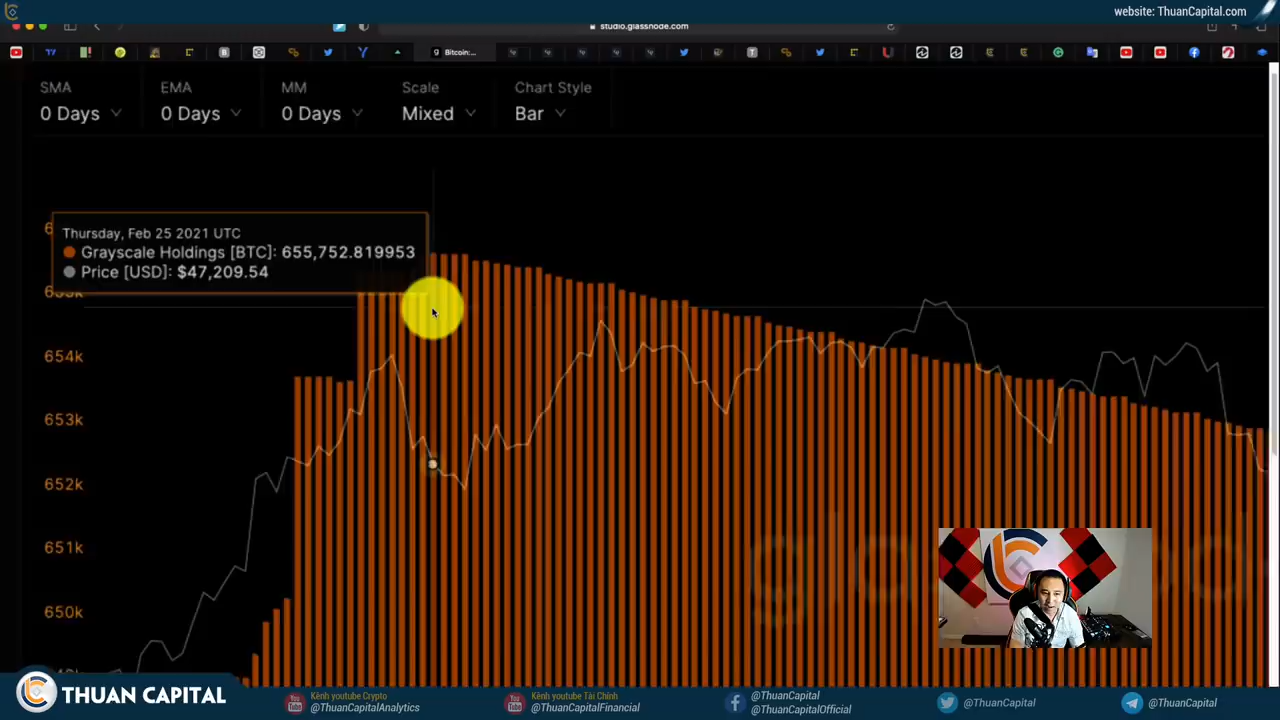 website: ThuanCapital.com
studio.glassnode.com
Bitcoin:...
SMA
EMA
MM
Scale
Chart Style
0 Days
0 Days
0 Days
Mixed
Bar
Thursday, Feb 25 2021 UTC
Grayscale Holdings [BTC]: 655,752.819953
Price [USD]: $47,209.54
654k
653k
652k
651k
650k
THUAN CAPITAL
Kênh youtube Crypto
@ThuanCapitalAnalytics
Kênh youtube Tài Chính
@ThuanCapitalFinancial
@ThuanCapital
@ThuanCapitalOfficial
@ThuanCapital
@ThuanCapital